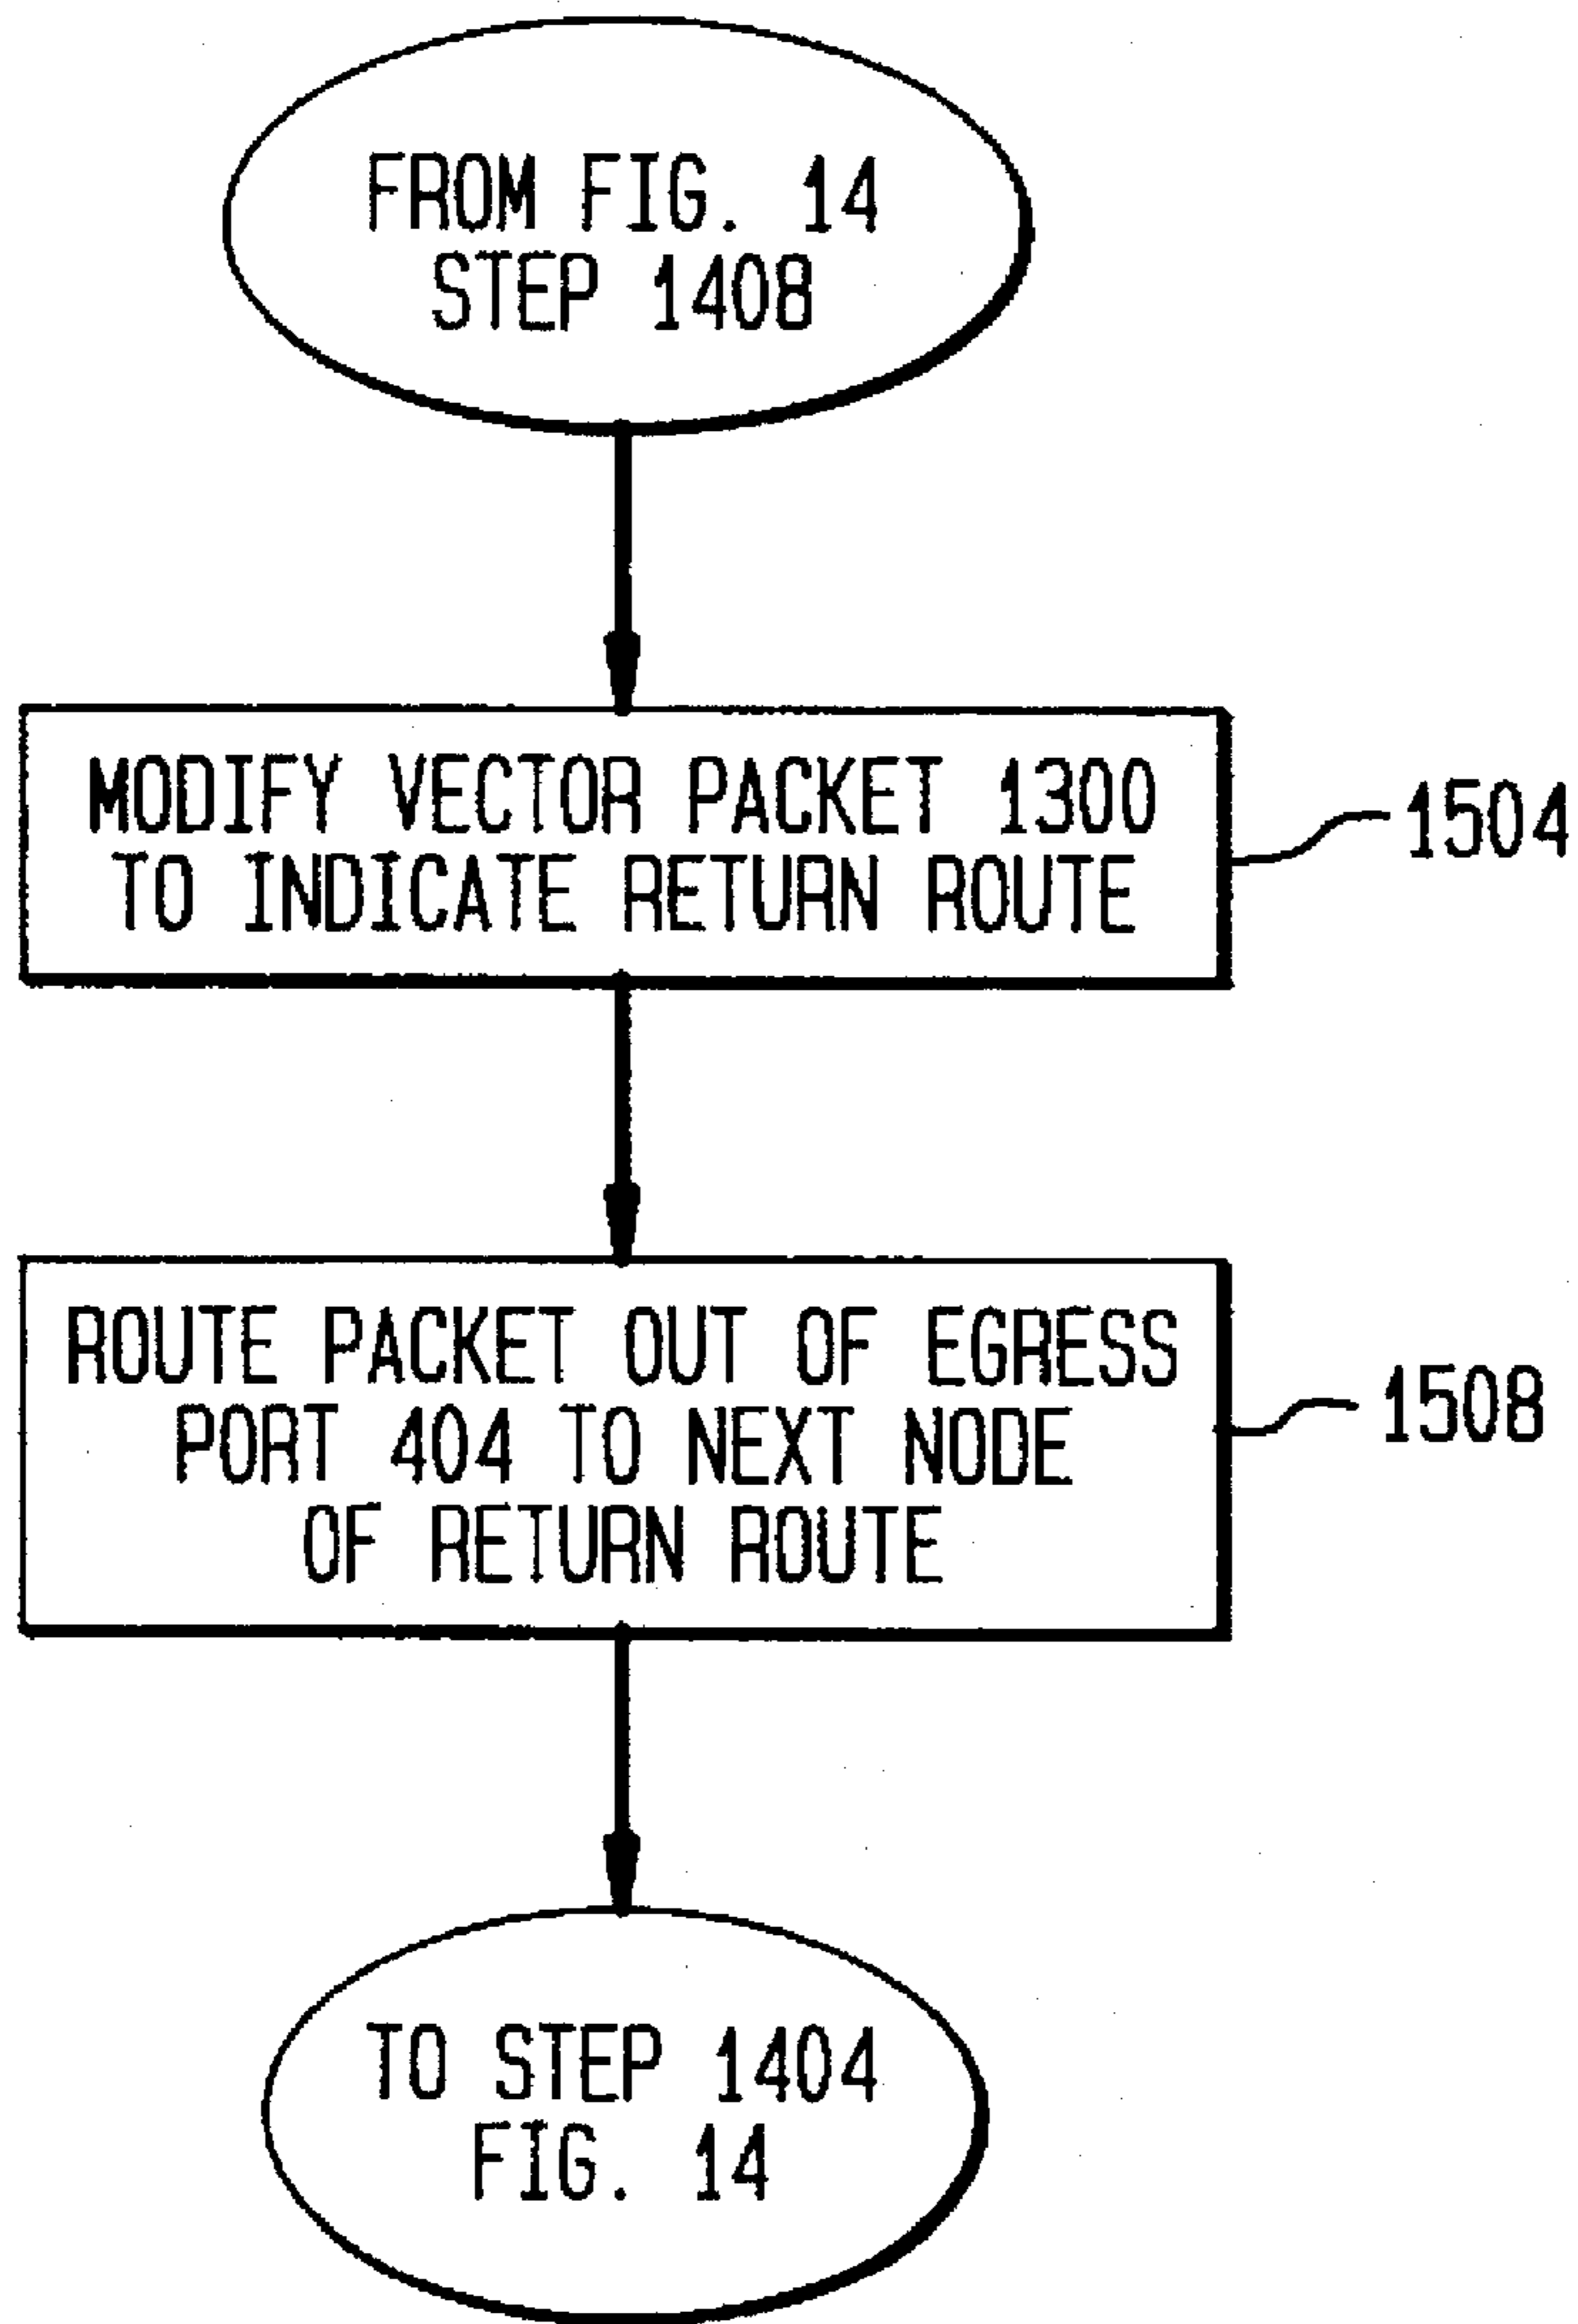 FROM FIG. 14
STEP 1408
MODIFY VECTOR PACKET 1300
TO INDICATE RETURN ROUTE
1504
ROUTE PACKET OUT OF EGRESS
PORT 404 TO NEXT NODE
OF RETURN ROUTE
1508
TO STEP 1404
FIG. 14